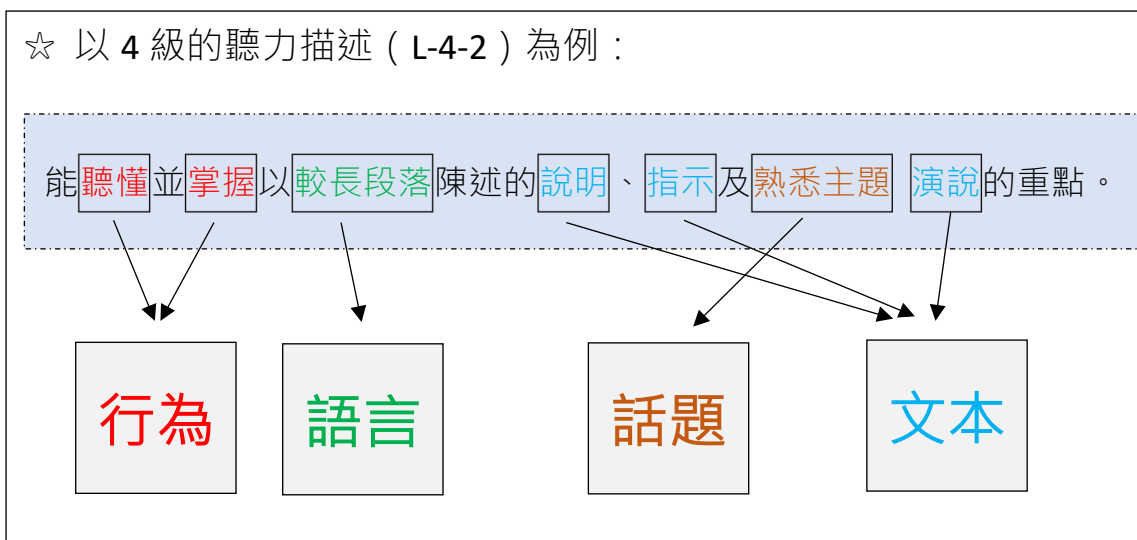 ☆ 以 4 級的聽力描述（L-4-2）為例：
能聽懂並掌握以較長段落陳述的說明、指示及熟悉主題 演說的重點。
行為 語言 話題 文本